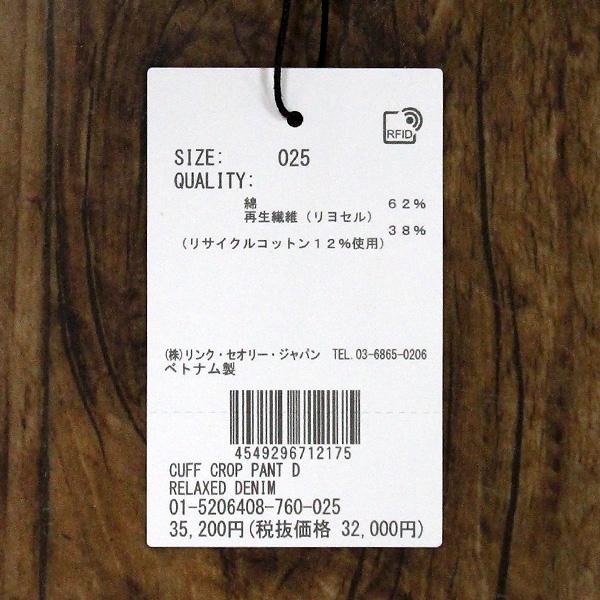 RFID
SIZE: 025
QUALITY:
綿 62%
再生繊維(リヨセル)
38%
(リサイクルコットン12%使用)
(株)リンク・セオリー・ジャパン TEL.03-6865-0206
ベトナム製
4549296712175
CUFF CROP PANT D
RELAXED DENIM
01-5206408-760-025
35,200円(税抜価格 32,000円)